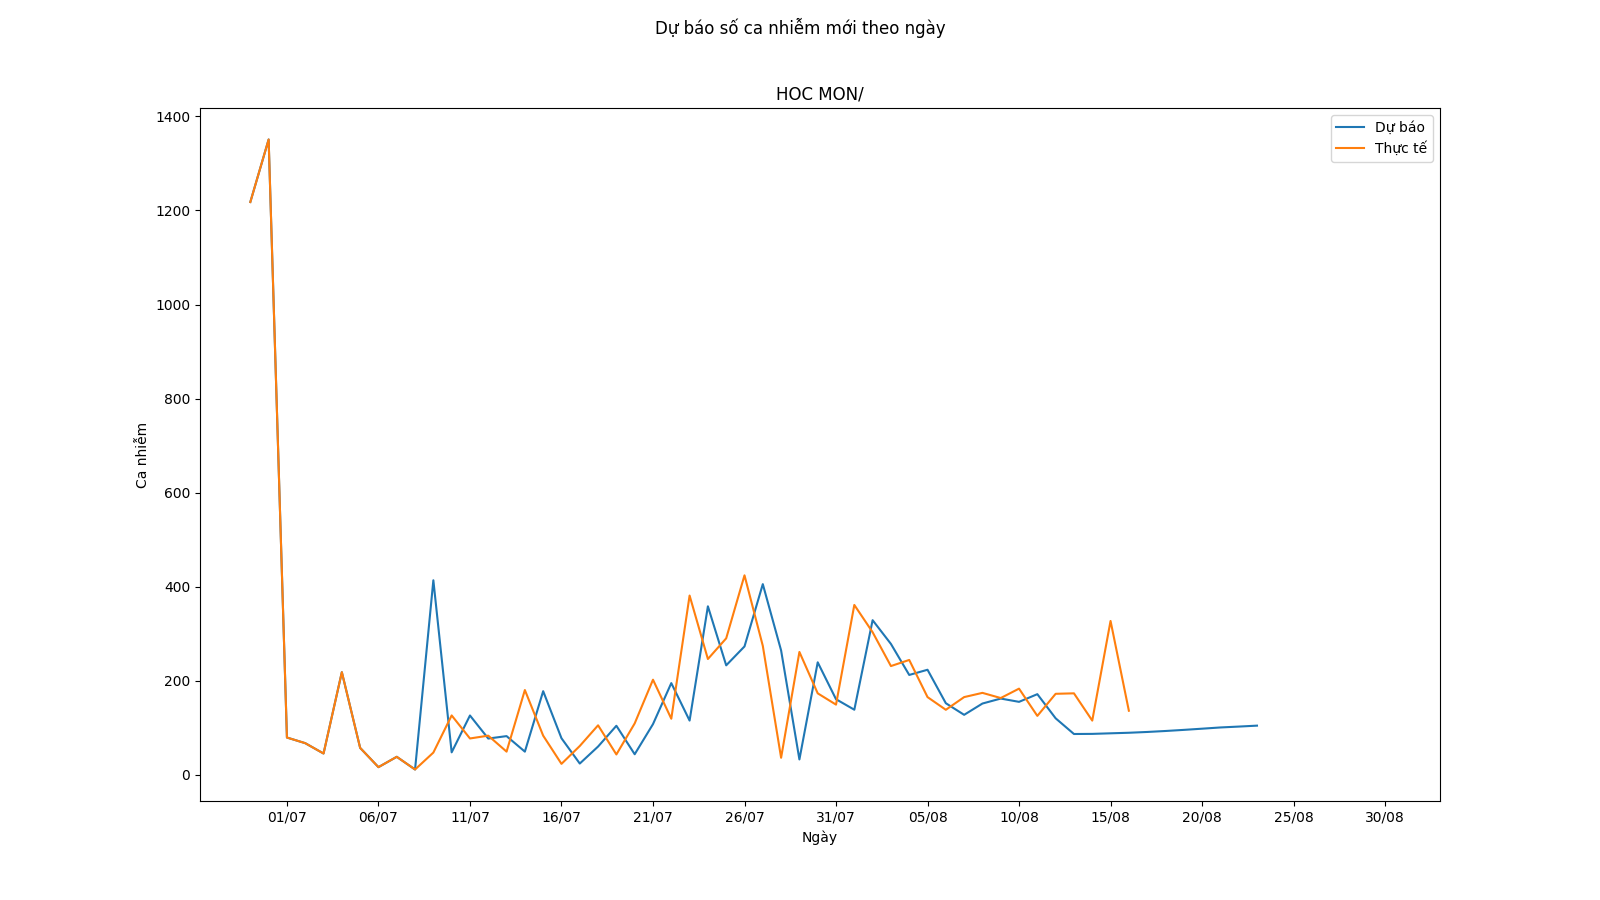 Dự báo số ca nhiễm mới theo ngày
HOC MON/
Dự báo
Thực tế
Ca nhiễm
1400
1200
1000
800
600
400
200
0
01/07 06/07 11/07 16/07 21/07 26/07 31/07 05/08 10/08 15/08 20/08 25/08 30/08
Ngày